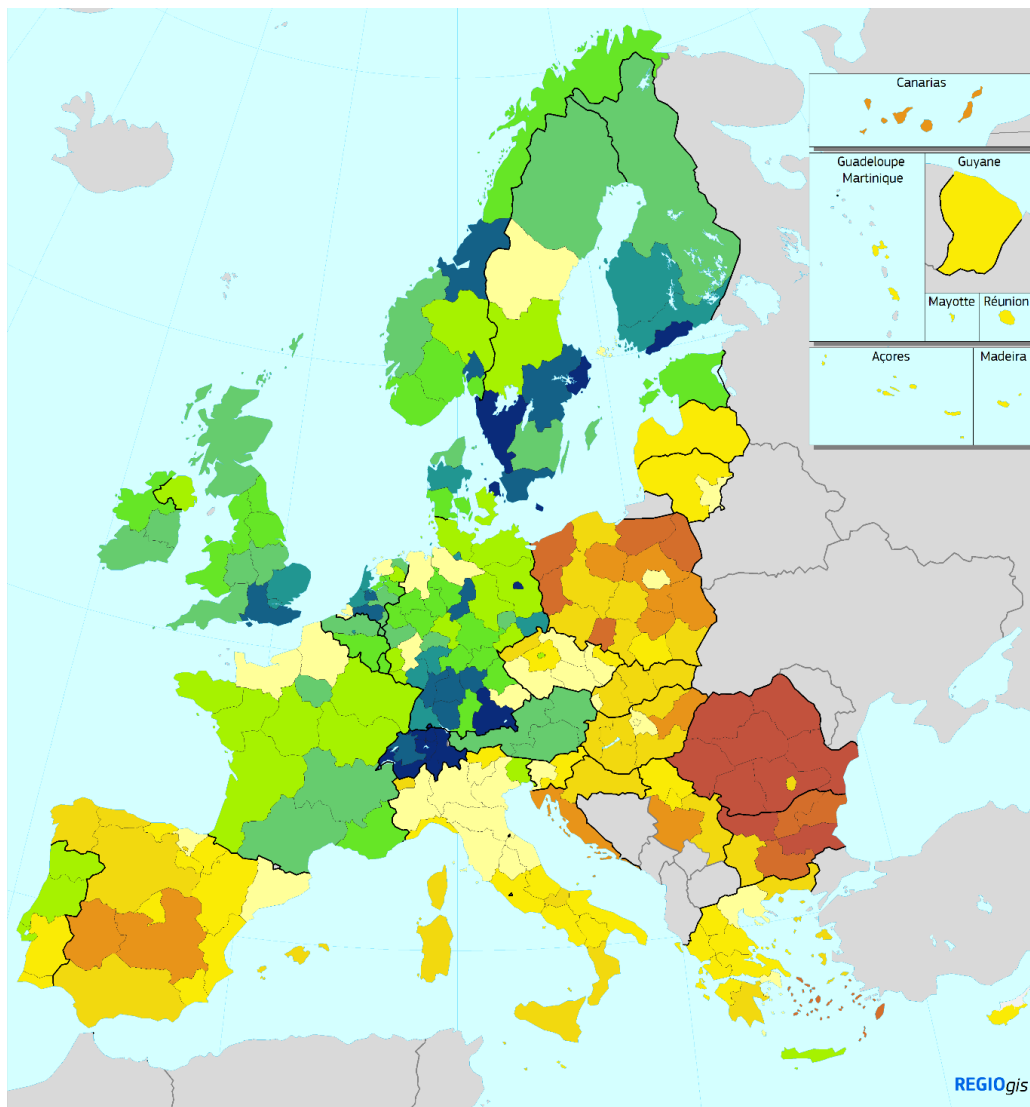 Canarias
Guadeloupe
Martinique
Guyane
Mayotte
Réunion
Açores
Madeira
REGIOgis